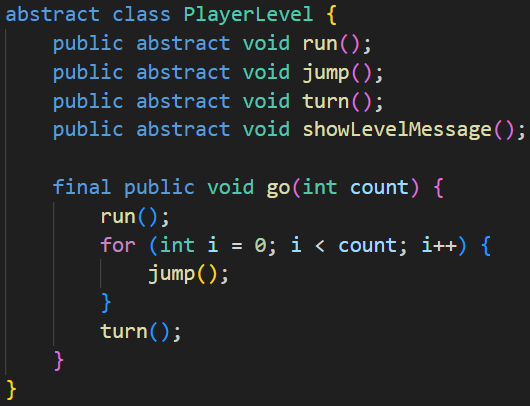 abstract class PlayerLevel {
    public abstract void run();
    public abstract void jump();
    public abstract void turn();
    public abstract void showLevelMessage();

    final public void go(int count) {
        run();
        for (int i = 0; i < count; i++) {
            jump();
        }
        turn();
    }
}